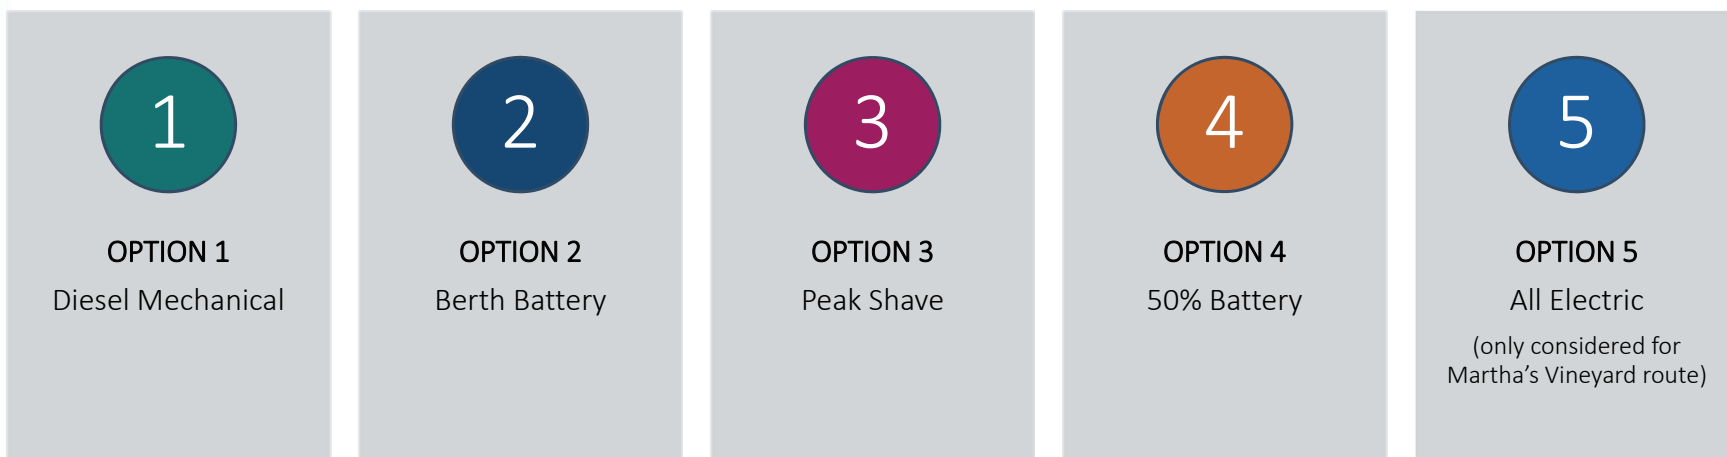 1
OPTION 1
Diesel Mechanical
2
OPTION 2
Berth Battery
3
OPTION 3
Peak Shave
4
OPTION 4
50% Battery
5
OPTION 5
All Electric
(only considered for
Martha’s Vineyard route)